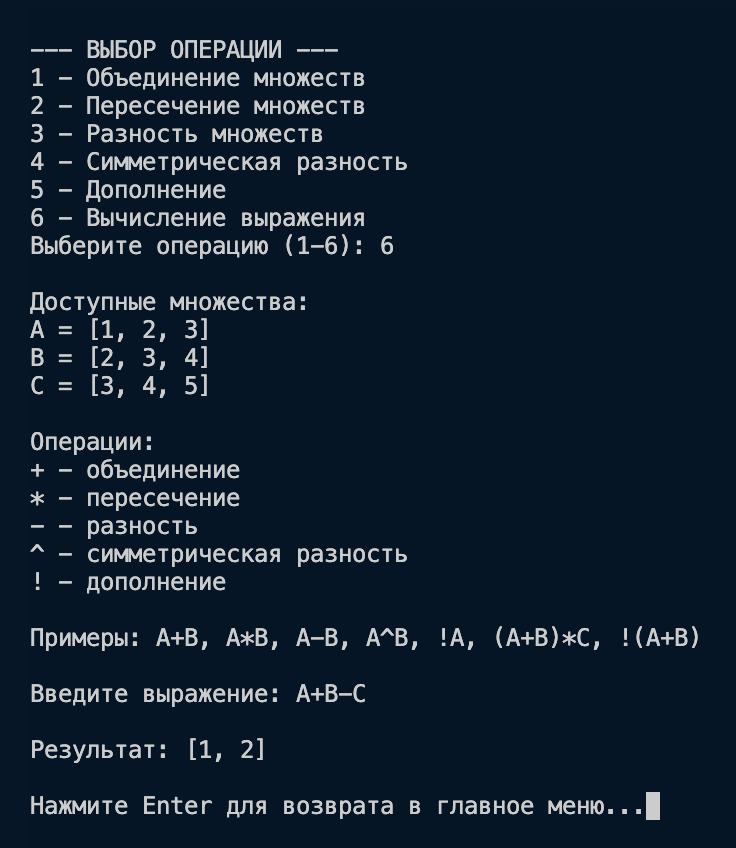 --- ВЫБОР ОПЕРАЦИИ ---
1 - Объединение множеств
2 - Пересечение множеств
3 - Разность множеств
4 - Симметрическая разность
5 - Дополнение
6 - Вычисление выражения
Выберите операцию (1-6): 6
Доступные множества:
A = [1, 2, 3]
B = [2, 3, 4]
C = [3, 4, 5]
Операции:
+ - объединение
* - пересечение
- - разность
^ - симметрическая разность
! - дополнение
Примеры: A+B, A*B, A-B, A^B, !A, (A+B)*C, !(A+B)
Введите выражение: A+B-C
Результат: [1, 2]
Нажмите Enter для возврата в главное меню...